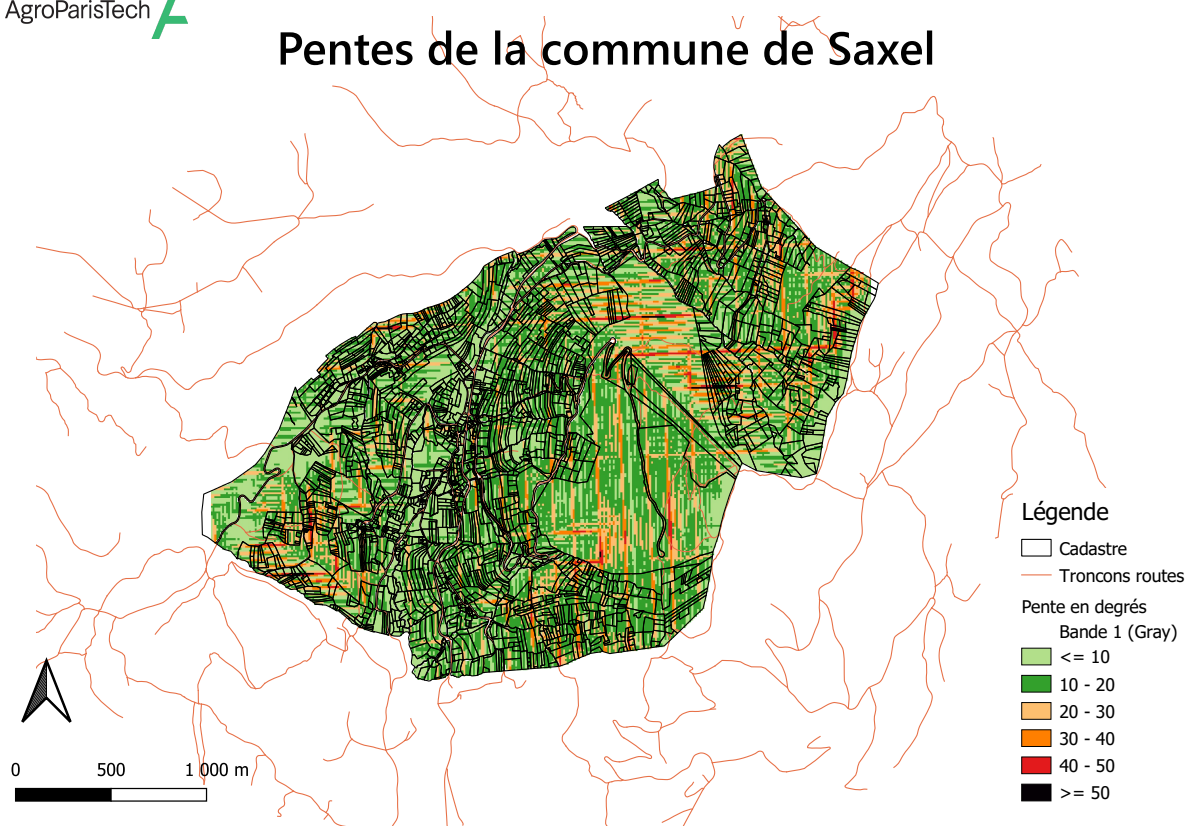 AgroParisTech
Pentes de la commune de Saxel
Légende
Cadastre
Troncons routes
Pente en degrés
Bande 1 (Gray)
<= 10
10 - 20
20 - 30
30 - 40
40 - 50
>= 50
0 500 1 000 m